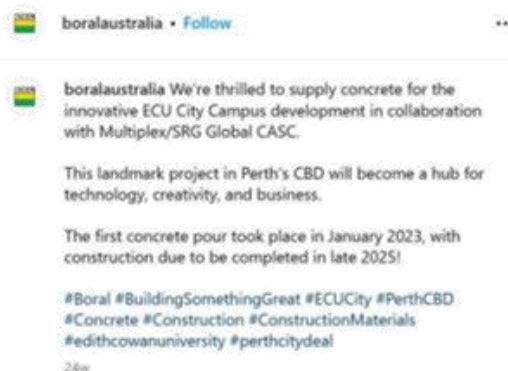 boralaustralia • Follow
boralaustralia We're thrilled to supply concrete for the
innovative ECU City Campus development in collaboration
with Multiplex/SRG Global CASC.
This landmark project in Perth's CBD will become a hub for
technology, creativity, and business.
The first concrete pour took place in January 2023, with
construction due to be completed in late 2025!
#Boral #BuildingSomethingGreat #ECUCity #PerthCBD
#Concrete #Construction #ConstructionMaterials
#edithcowanuniversity #perthcitydeal
24w